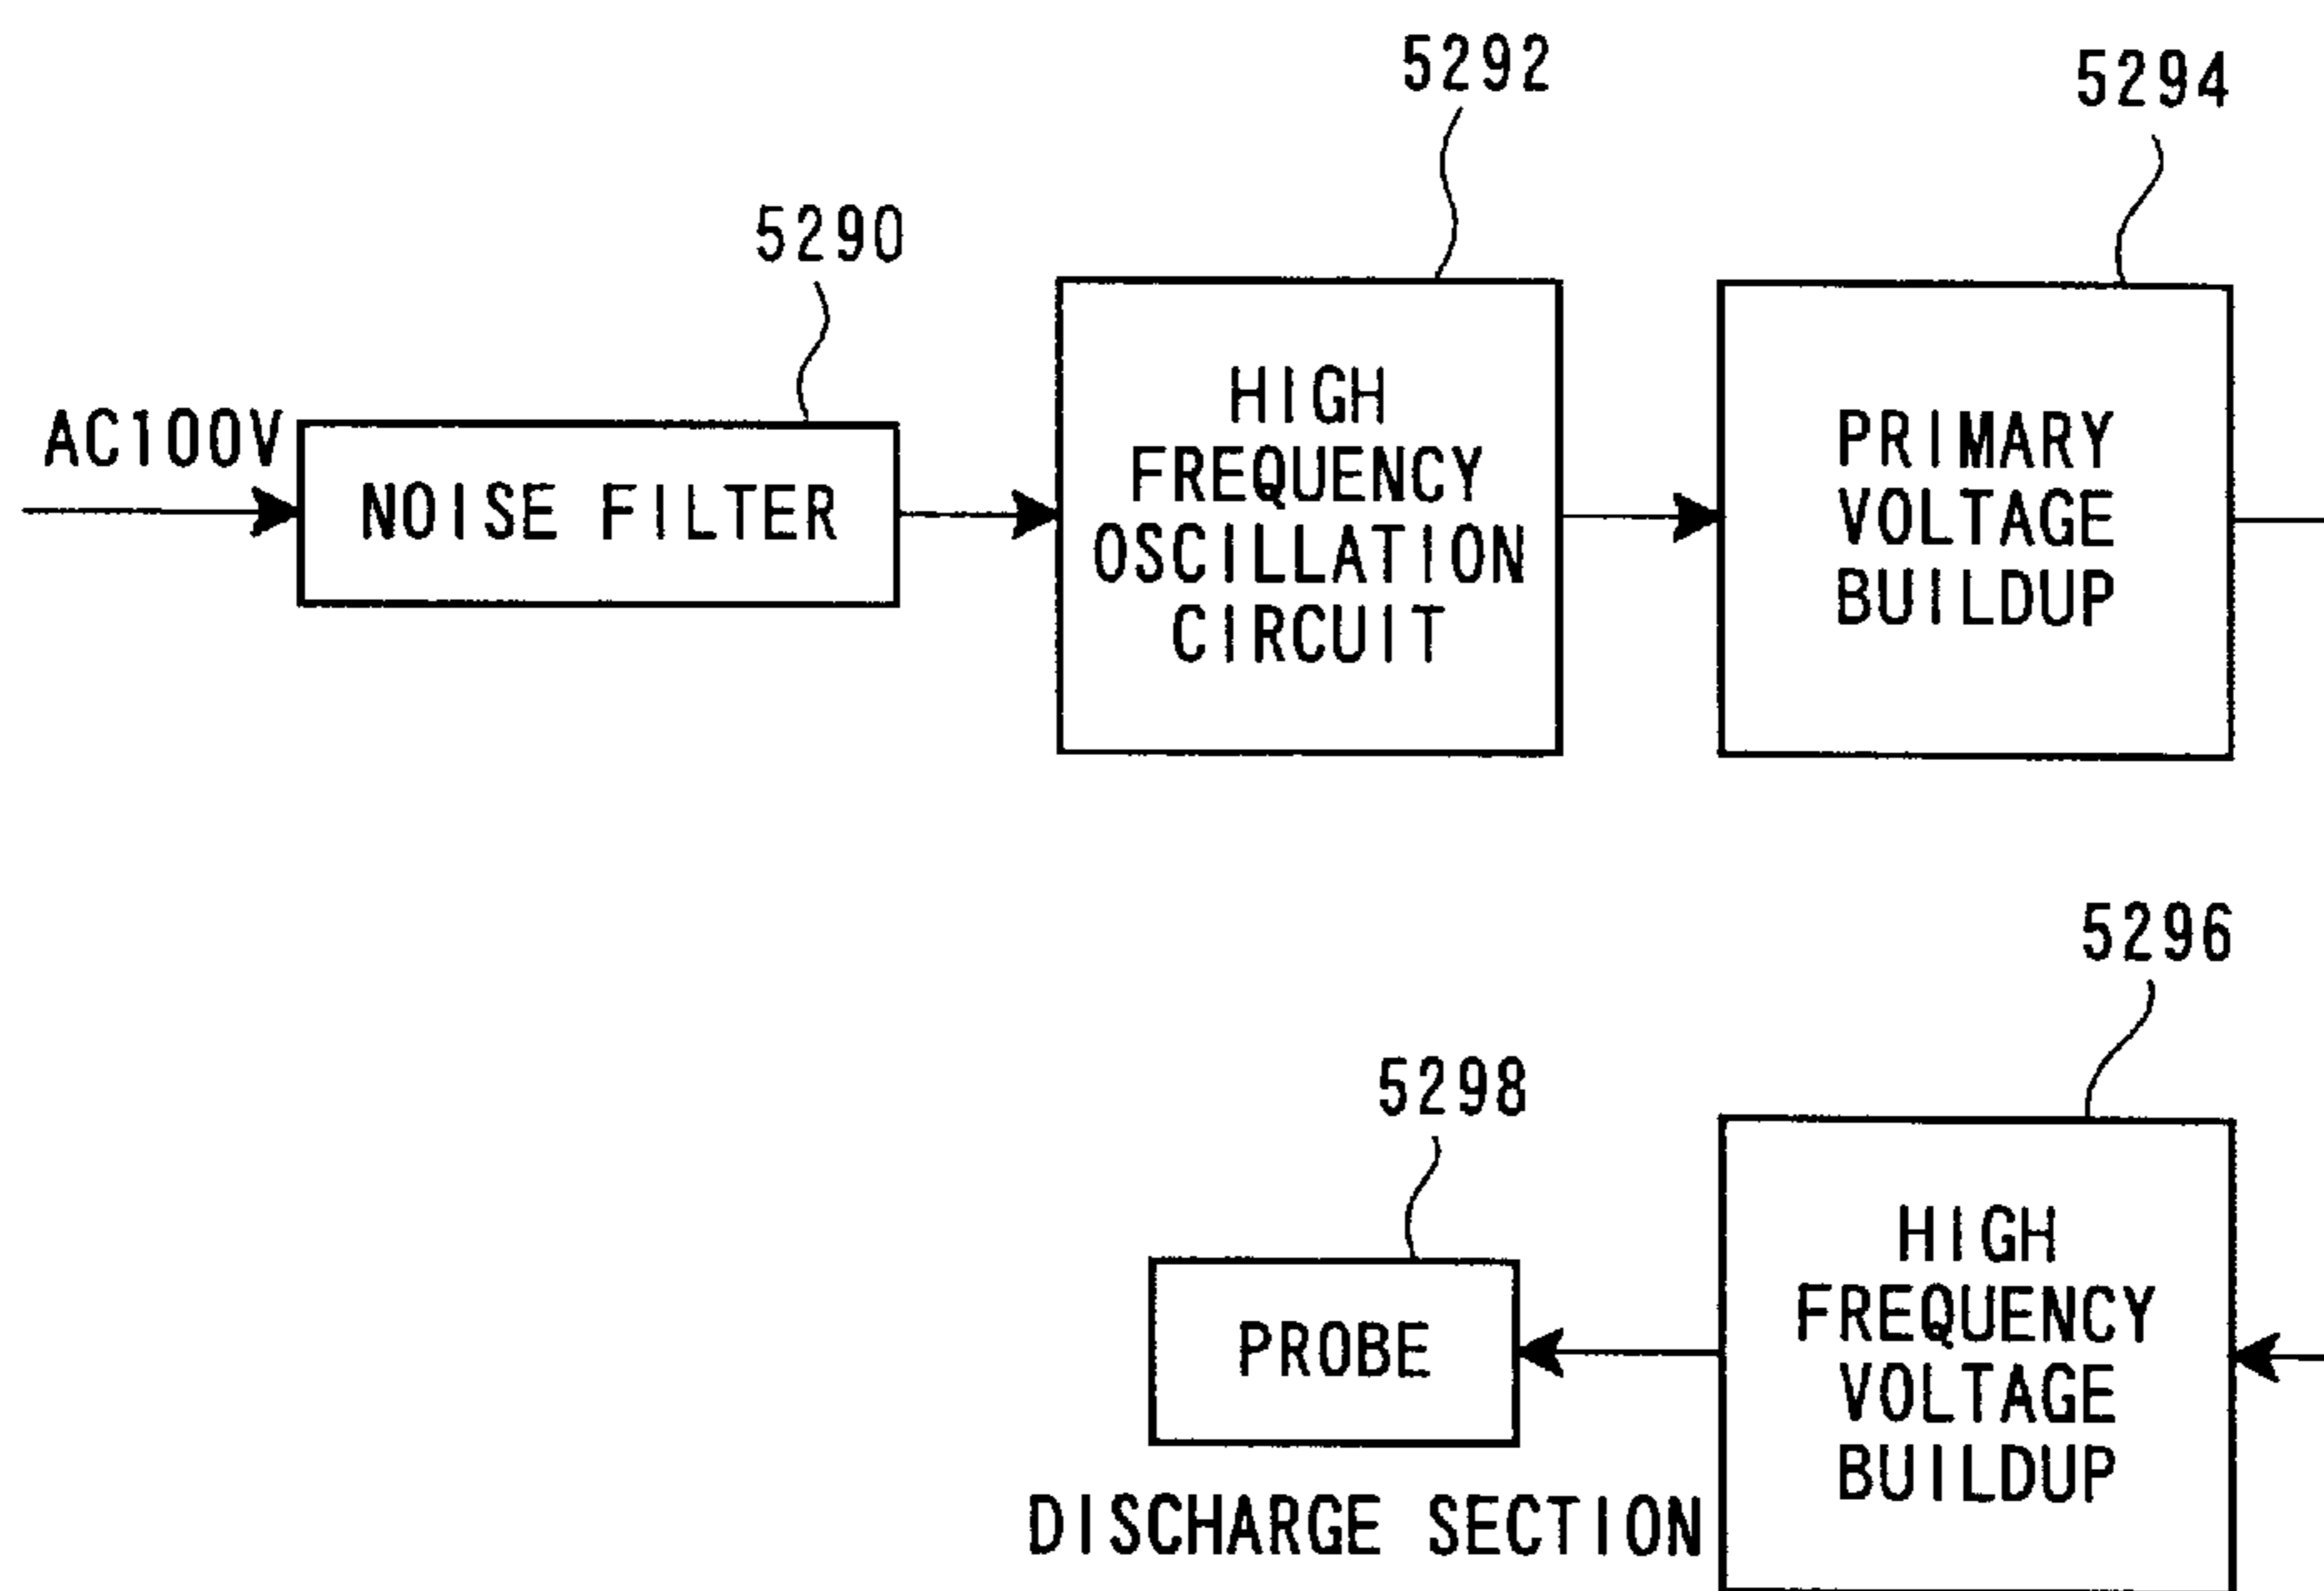 5292
5294
5290
AC100V
NOISE FILTER
HIGH
FREQUENCY
OSCILLATION
CIRCUIT
PRIMARY
VOLTAGE
BUILDUP
5296
5298
PROBE
HIGH
FREQUENCY
VOLTAGE
BUILDUP
DISCHARGE SECTION